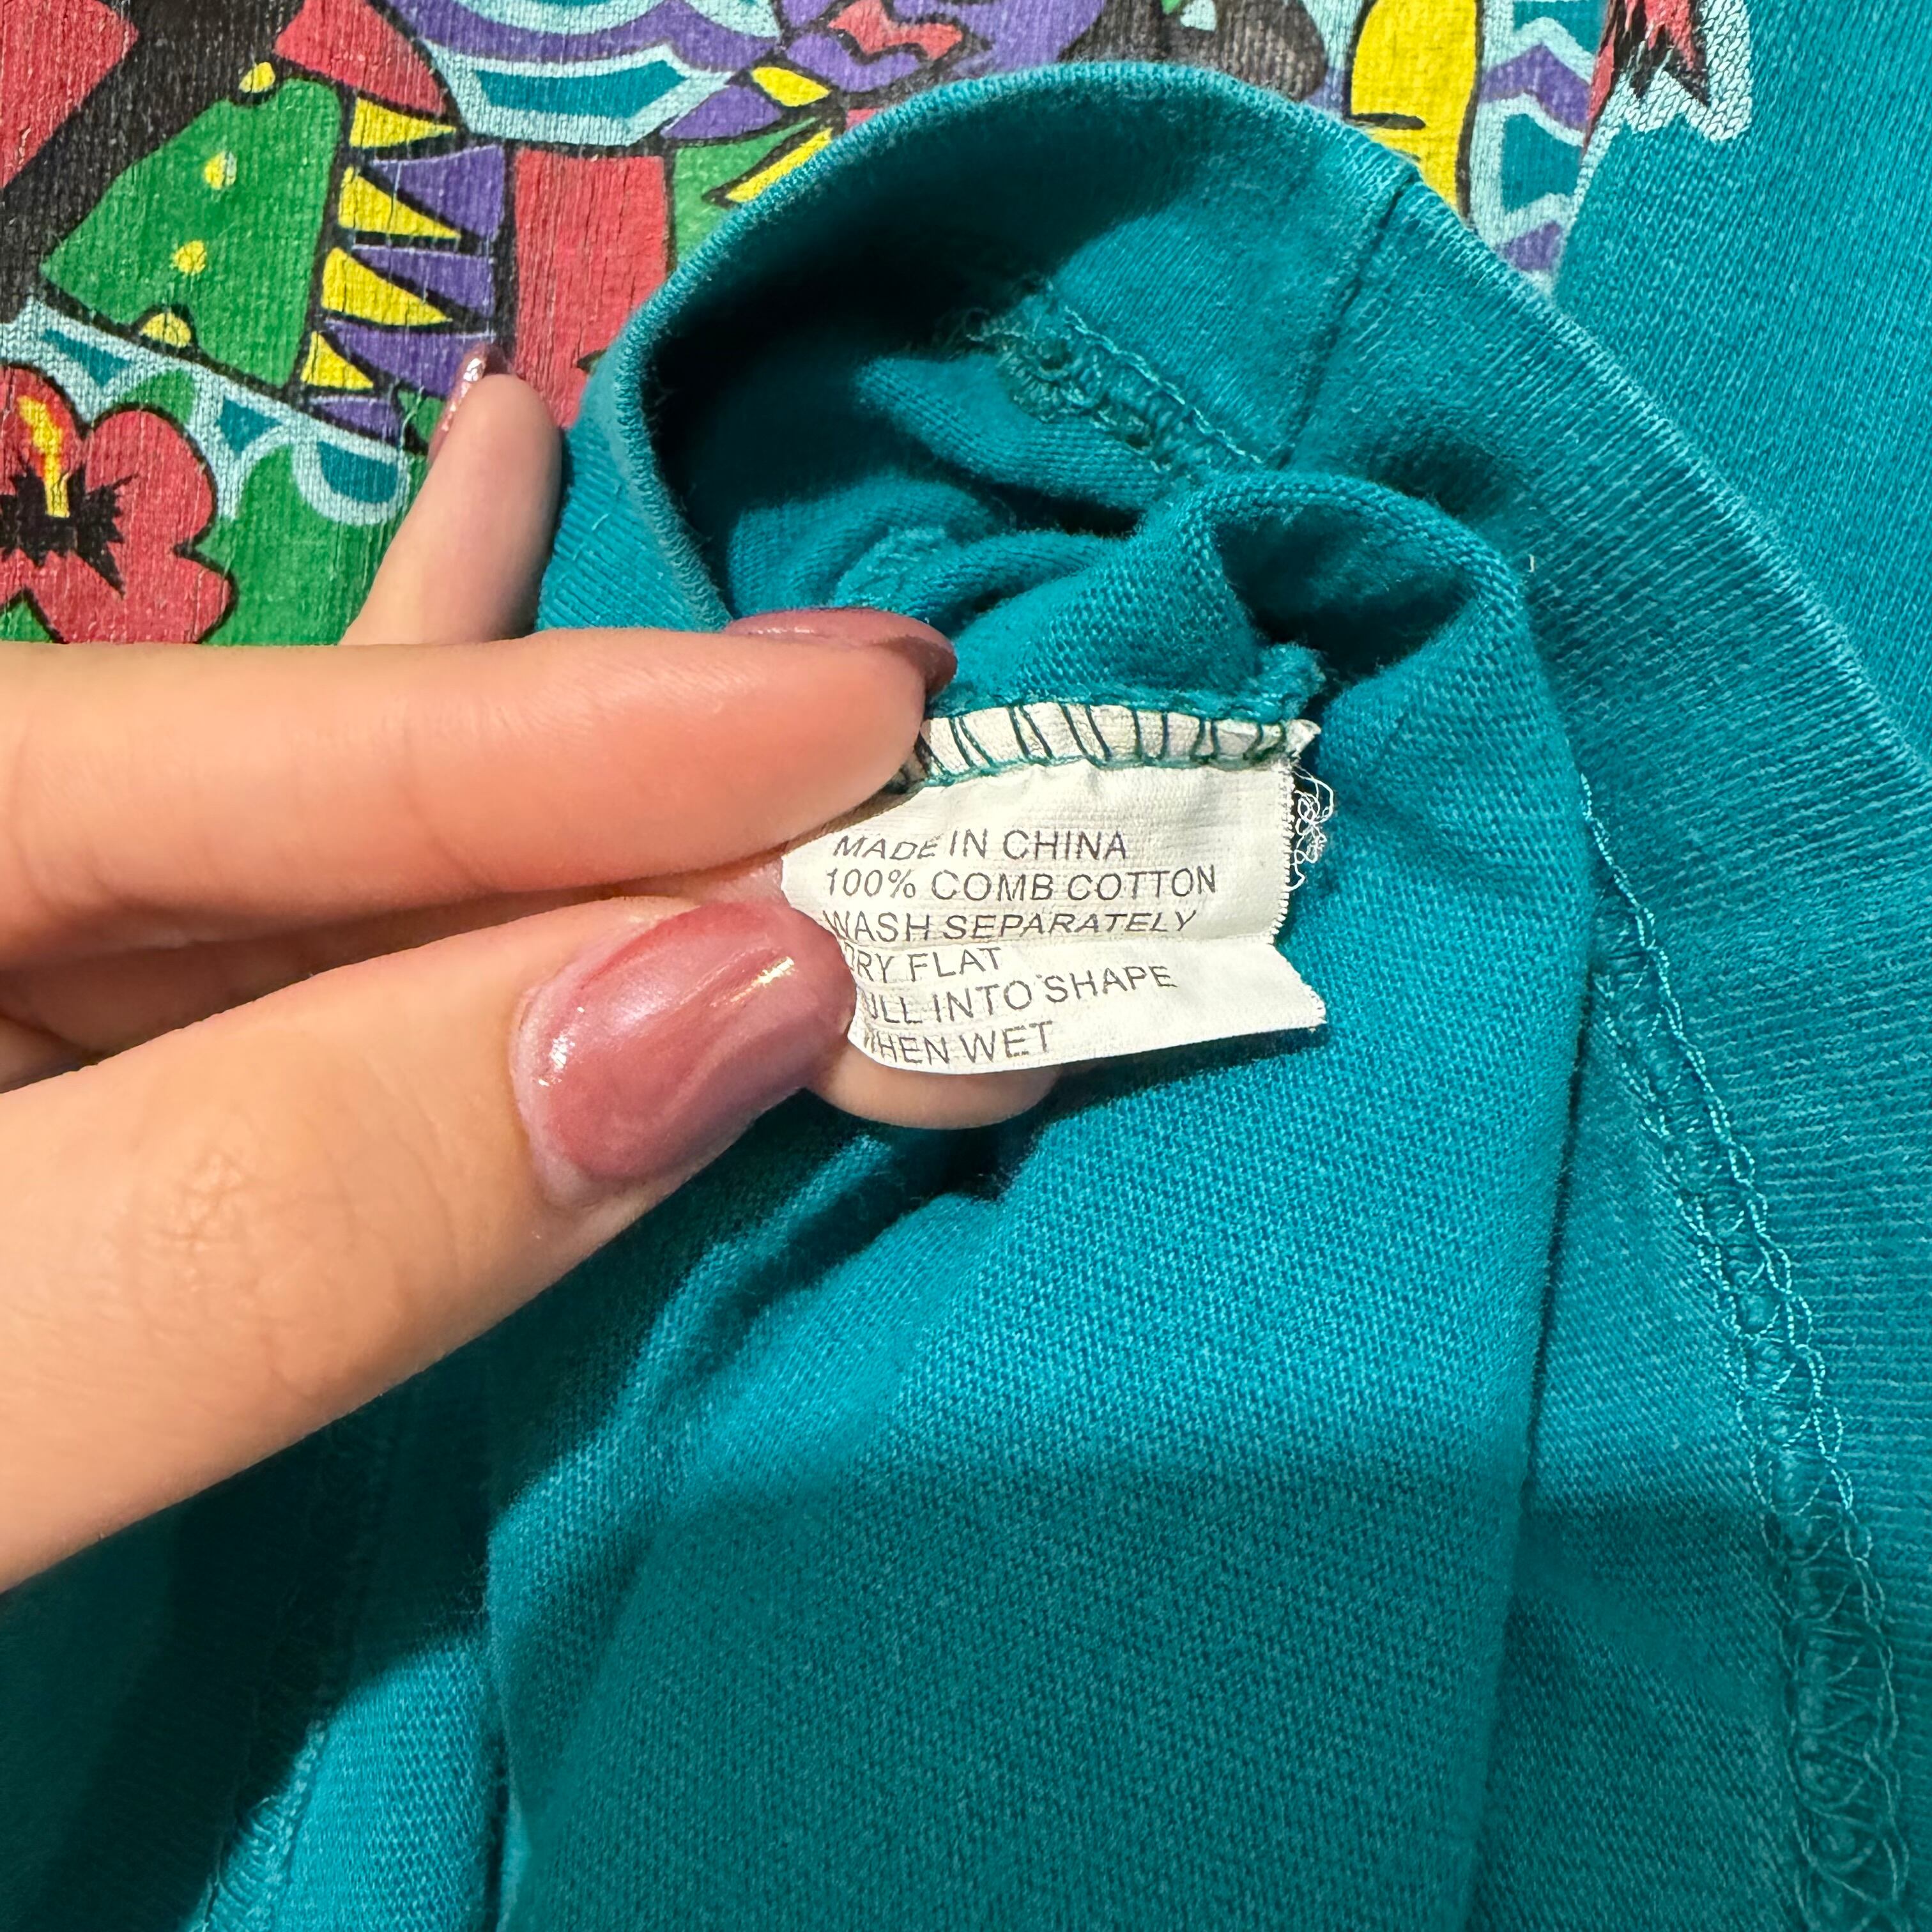 MADE IN CHINA
100% COMB COTTON
WASH SEPARATELY
DRY FLAT
PULL INTO SHAPE
WHEN WET